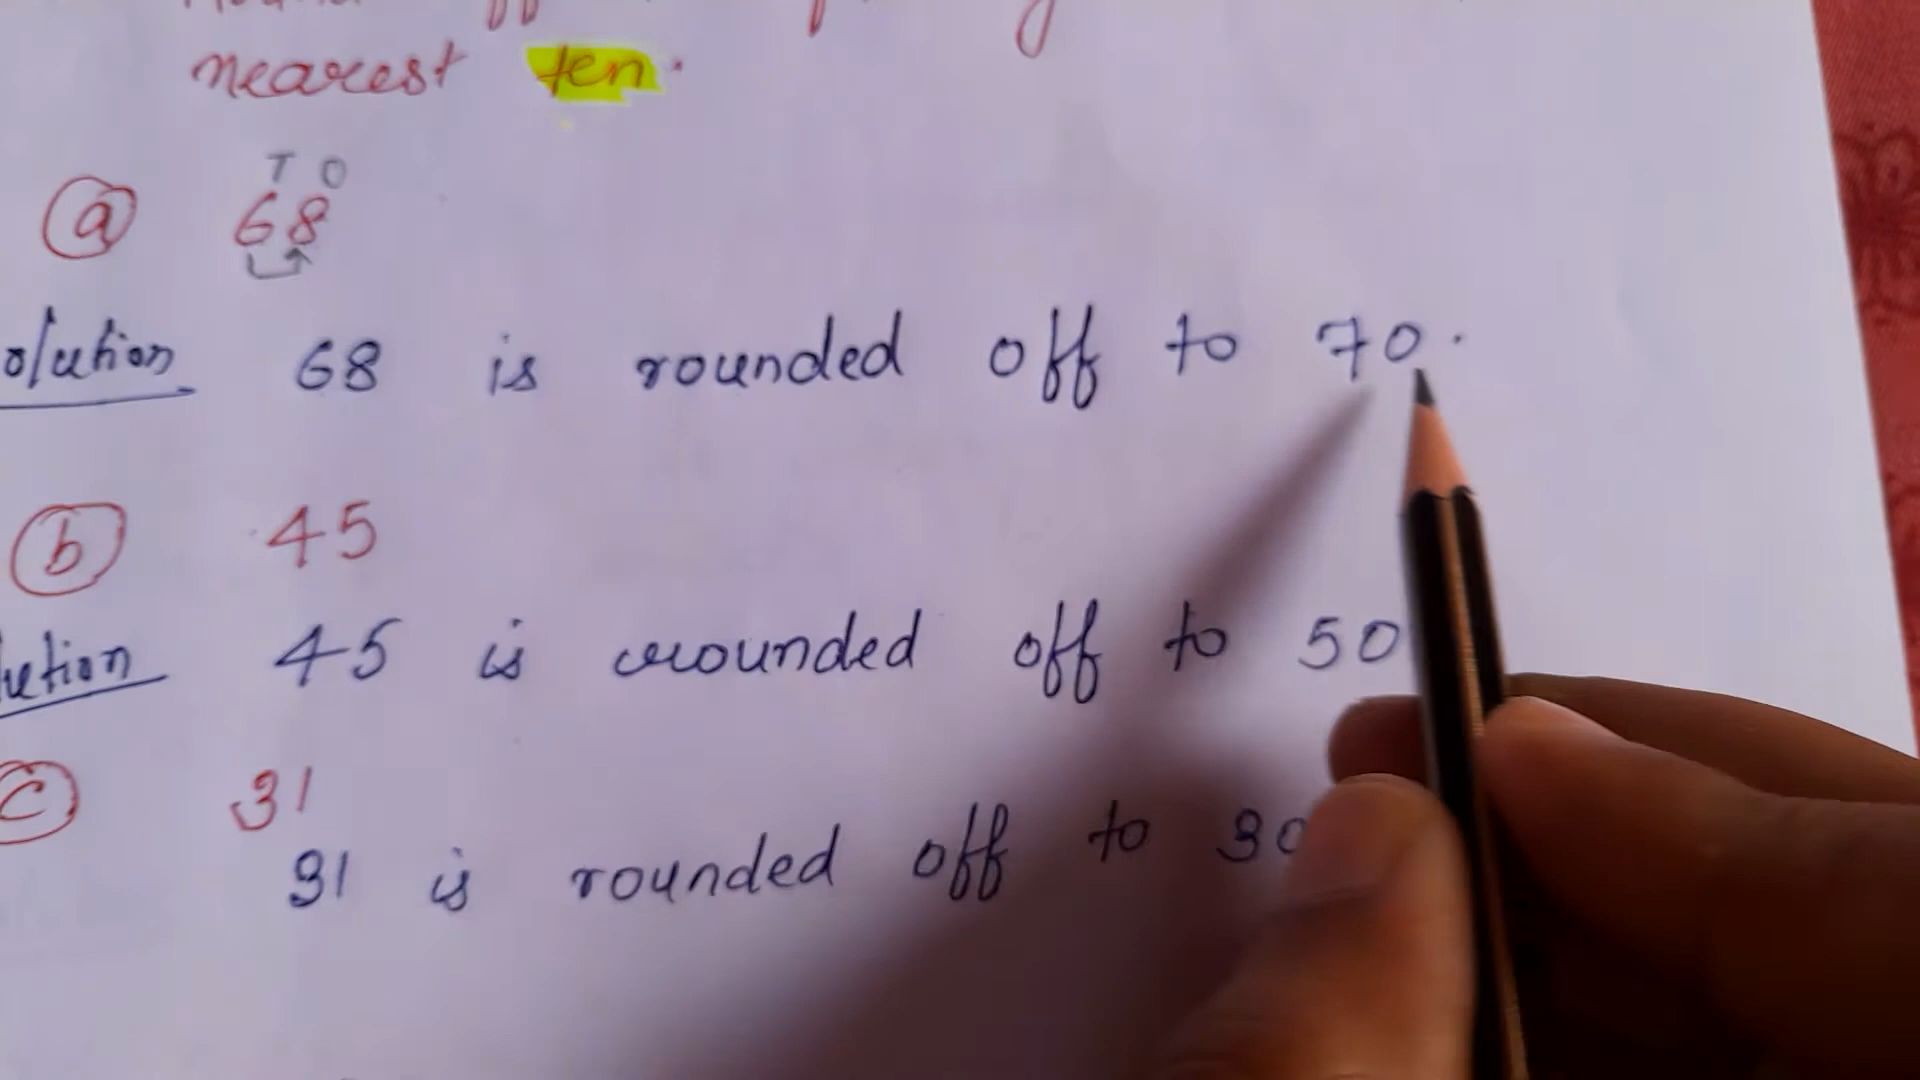 nearest ten.
T O
a 68
olution 68 is rounded off to 70.
b 45
ution 45 is rounded off to 50
c 31
31 is rounded off to 30